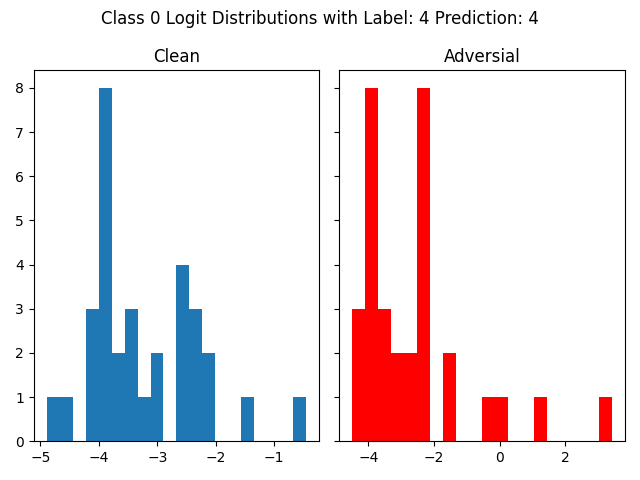 Class 0 Logit Distributions with Label: 4 Prediction: 4
Clean
Adversial
8
7
6
5
4
3
2
1
0
−5 −4 −3 −2 −1
−4 −2 0 2